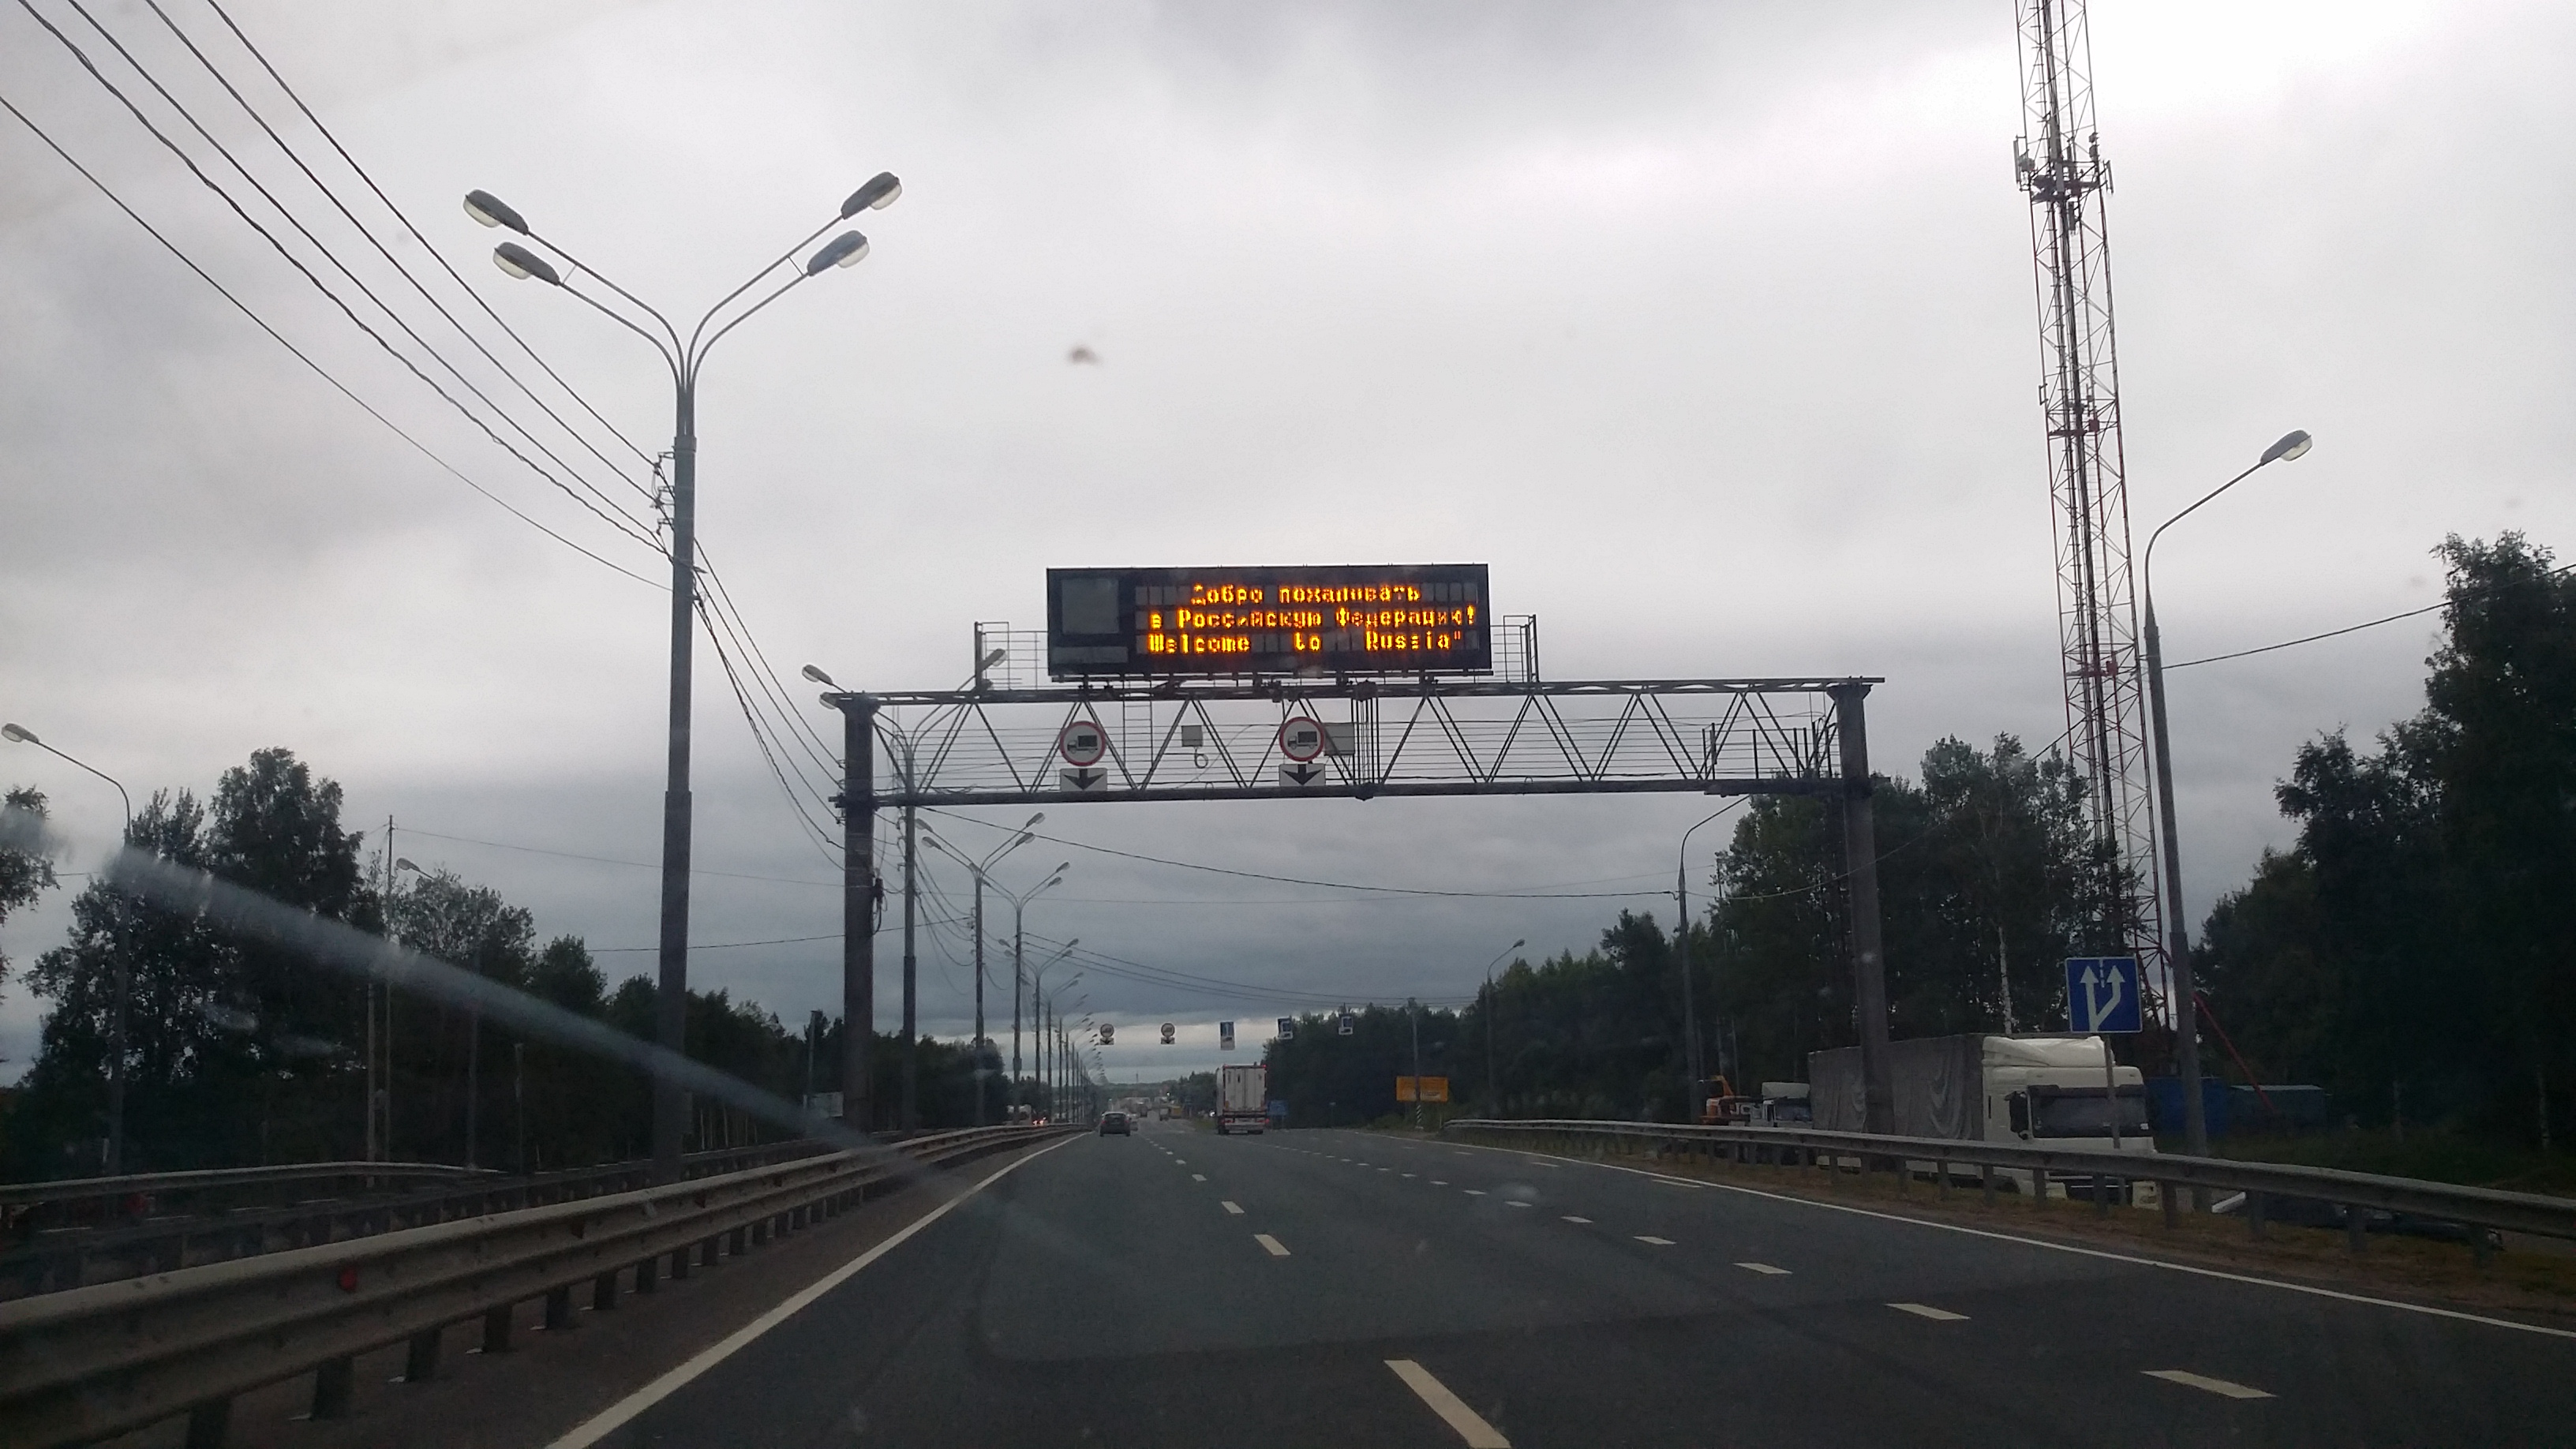 Добро пожаловать
в Российскую Федерацию!
Welcome to Russia"